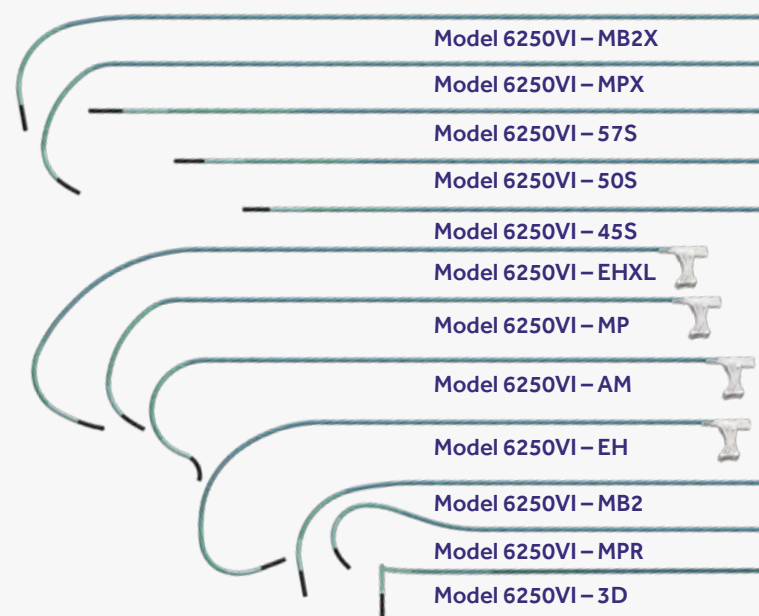 Model 6250VI – MB2X
Model 6250VI – MPX
Model 6250VI – 57S
Model 6250VI – 50S
Model 6250VI – 45S
Model 6250VI – EHXL
Model 6250VI – MP
Model 6250VI – AM
Model 6250VI – EH
Model 6250VI – MB2
Model 6250VI – MPR
Model 6250VI – 3D